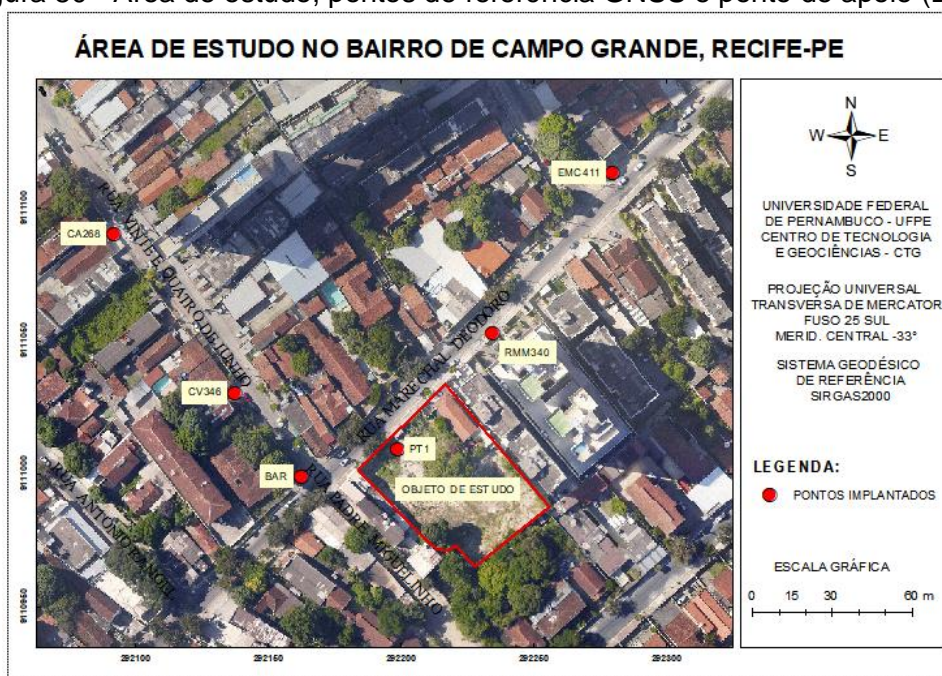 ÁREA DE ESTUDO NO BAIRRO DE CAMPO GRANDE, RECIFE-PE
EMC411
CA268
RUA VINTE E QUATRO DE JUNHO
RUA MARECHAL DEODORO
RMM340
CV346
PT1
BAR
OBJETO DE ESTUDO
RUA PADRE MIGUELINHO
RUA ANTONIO RANGEL
9111100
9111050
9111000
9110950
292100
292200
292300
N
W E
S
UNIVERSIDADE FEDERAL
DE PERNAMBUCO - UFPE
CENTRO DE TECNOLOGIA
E GEOCIÊNCIAS - CTG
PROJEÇÃO UNIVERSAL
TRANSVERSA DE MERCATOR
FUSO 25 SUL
MERID. CENTRAL -33°
SISTEMA GEODÉSICO
DE REFERÊNCIA
SIRGAS2000
LEGENDA:
PONTOS IMPLANTADOS
ESCALA GRÁFICA
0 15 30 60 m